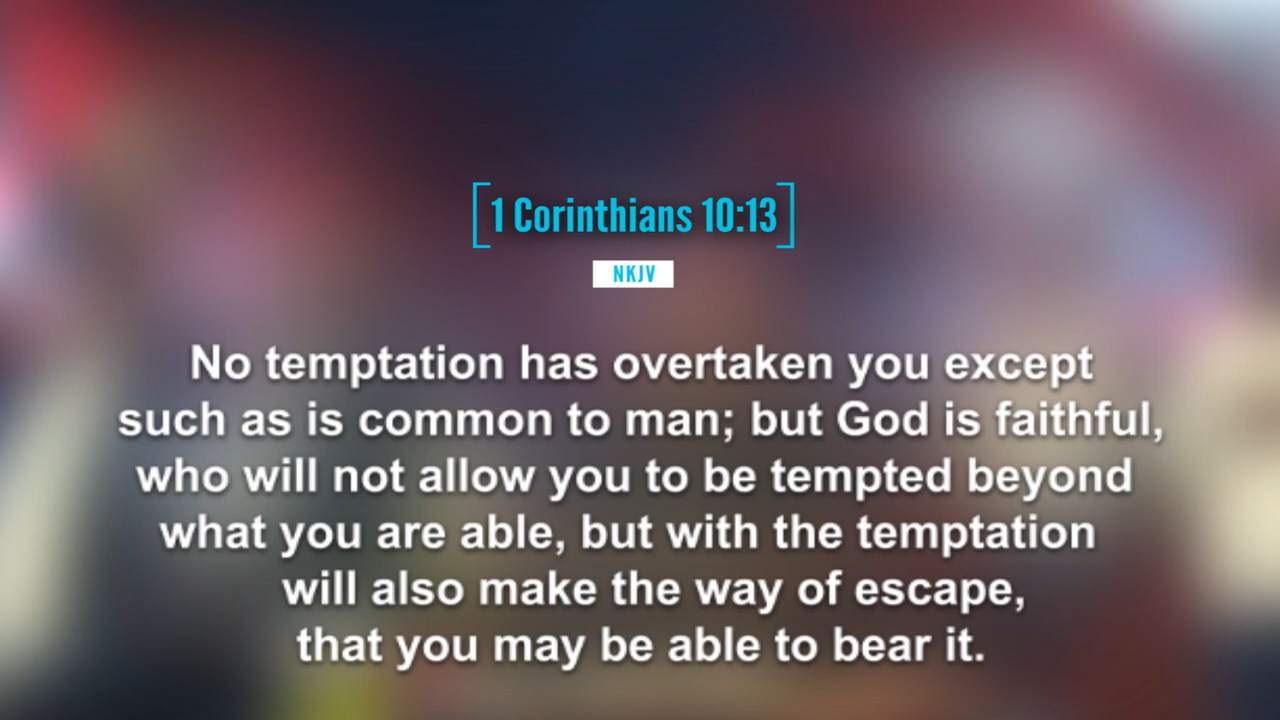 [1 Corinthians 10:13]
NKJV
No temptation has overtaken you except
such as is common to man; but God is faithful,
who will not allow you to be tempted beyond
what you are able, but with the temptation
will also make the way of escape,
that you may be able to bear it.